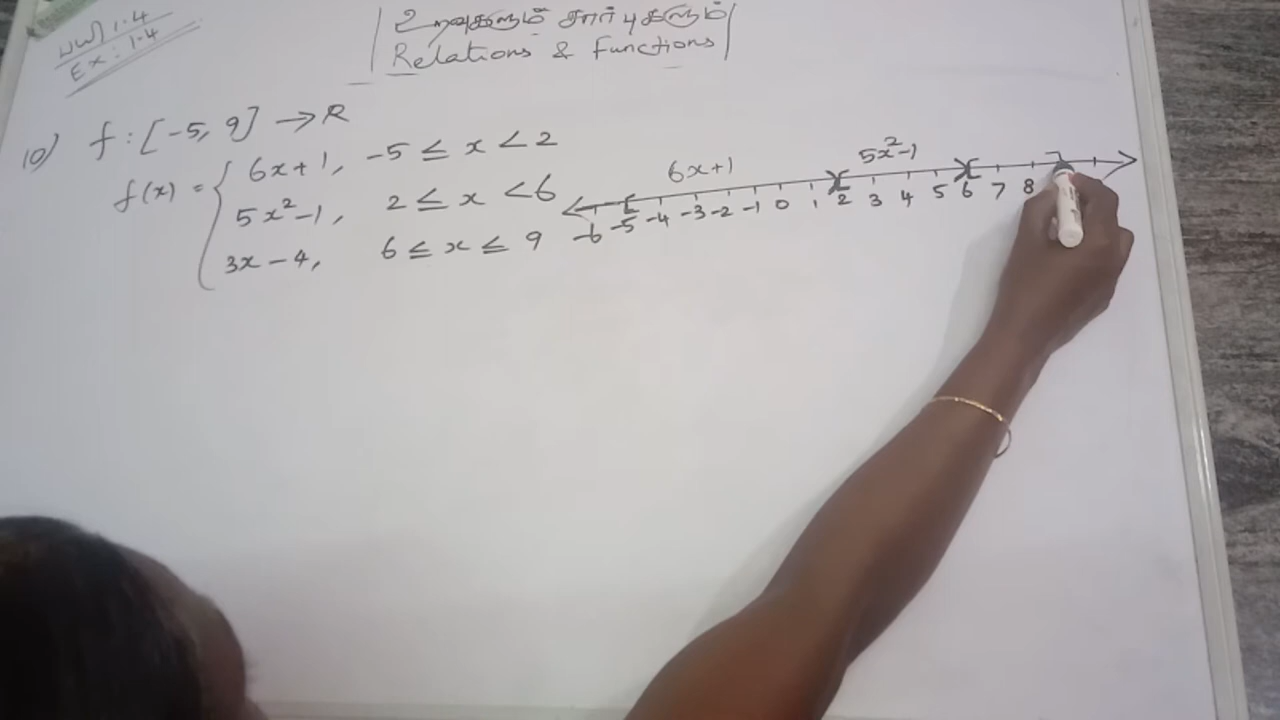 பயி 1.4
Ex: 1.4
உறவுகளும் சார்புகளும்
Relations & Functions
10) f : [-5, 9] → R
f(x) = { 6x+1, -5 ≤ x < 2
5x²-1, 2 ≤ x < 6
3x-4, 6 ≤ x ≤ 9
6x+1 5x²-1
-6 -5 -4 -3 -2 -1 0 1 2 3 4 5 6 7 8